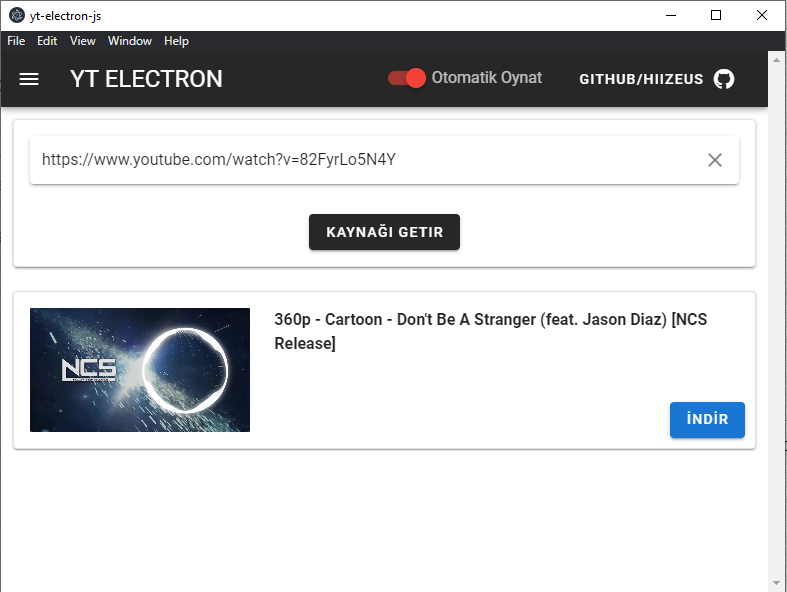 yt-electron-js
File Edit View Window Help
YT ELECTRON
Otomatik Oynat
GITHUB/HIIZEUS
https://www.youtube.com/watch?v=82FyrLo5N4Y
KAYNAĞI GETIR
NCS
360p - Cartoon - Don't Be A Stranger (feat. Jason Diaz) [NCS
Release]
İNDİR